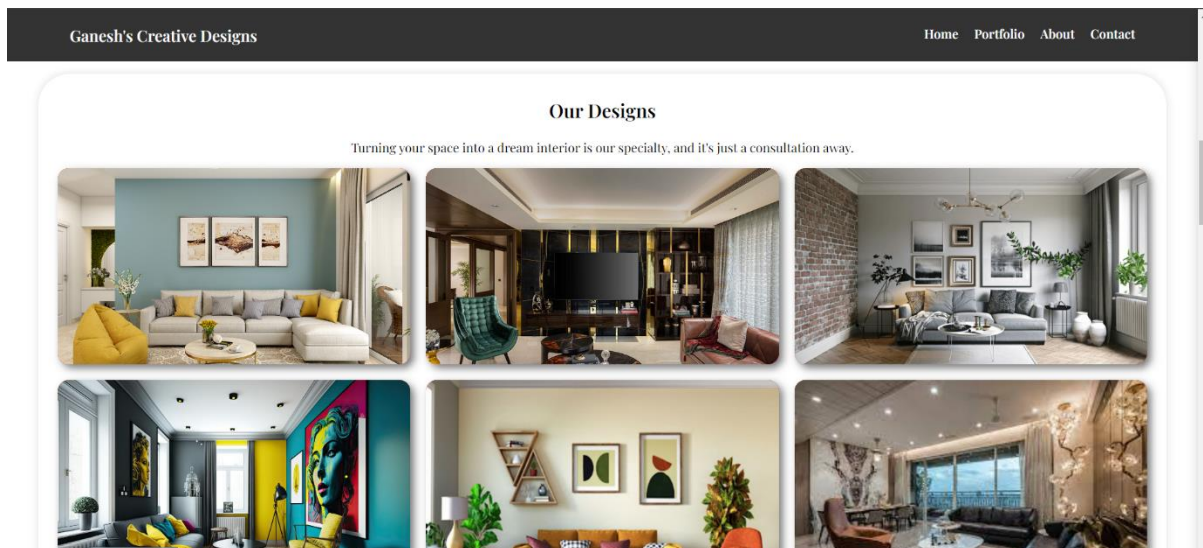 Ganesh's Creative Designs
Home Portfolio About Contact
Our Designs
Turning your space into a dream interior is our specialty, and it's just a consultation away.